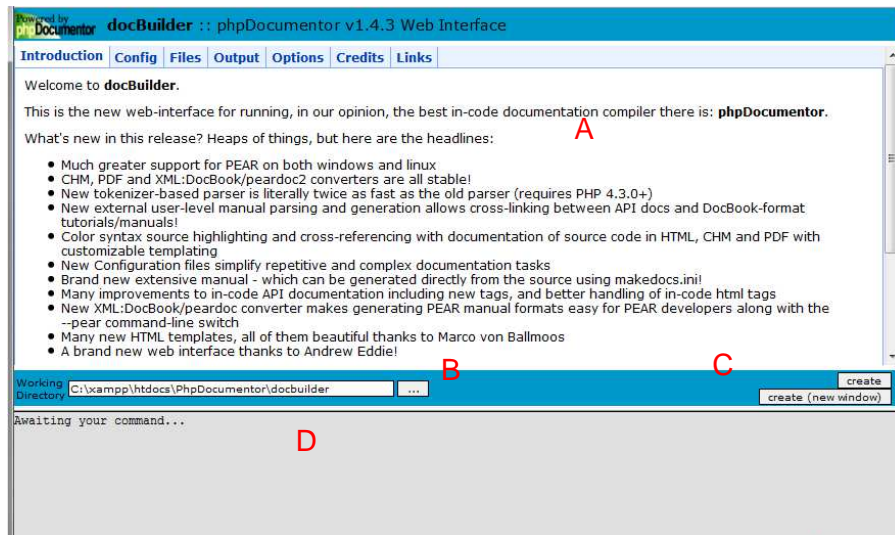 Powered by
phpDocumentor docBuilder :: phpDocumentor v1.4.3 Web Interface
Introduction Config Files Output Options Credits Links
Welcome to docBuilder.
This is the new web-interface for running, in our opinion, the best in-code documentation compiler there is: phpDocumentor.
A
What's new in this release? Heaps of things, but here are the headlines:
Much greater support for PEAR on both windows and linux
CHM, PDF and XML:DocBook/peardoc2 converters are all stable!
New tokenizer-based parser is literally twice as fast as the old parser (requires PHP 4.3.0+)
New external user-level manual parsing and generation allows cross-linking between API docs and DocBook-format
tutorials/manuals!
Color syntax source highlighting and cross-referencing with documentation of source code in HTML, CHM and PDF with
customizable templating
New Configuration files simplify repetitive and complex documentation tasks
Brand new extensive manual - which can be generated directly from the source using makedocs.ini!
Many improvements to in-code API documentation including new tags, and better handling of in-code html tags
New XML:DocBook/peardoc converter makes generating PEAR manual formats easy for PEAR developers along with the
--pear command-line switch
Many new HTML templates, all of them beautiful thanks to Marco von Ballmoos
A brand new web interface thanks to Andrew Eddie!
B
C
Working
Directory C:\xampp\htdocs\PhpDocumentor\docbuilder ...
create
create (new window)
Awaiting your command...
D